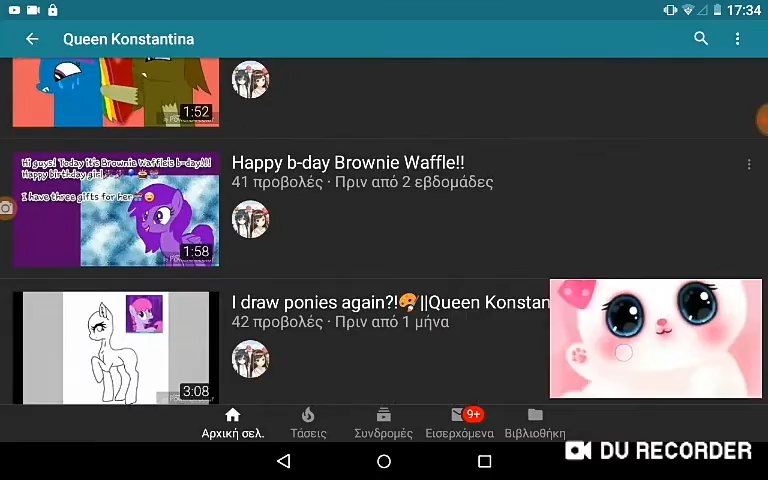 17:34
Queen Konstantina
1:52
Hi guys! Today it's Brownie Waffle's b-day!!!
Happy birthday girl
I have three gifts for her
1:58
Happy b-day Brownie Waffle!!
41 προβολές · Πριν από 2 εβδομάδες
3:08
I draw ponies again?!🎨||Queen Konstan
42 προβολές · Πριν από 1 μήνα
9+
Αρχική σελ.
Τάσεις
Συνδρομές
Εισερχόμενα
Βιβλιοθήκη
DU RECORDER